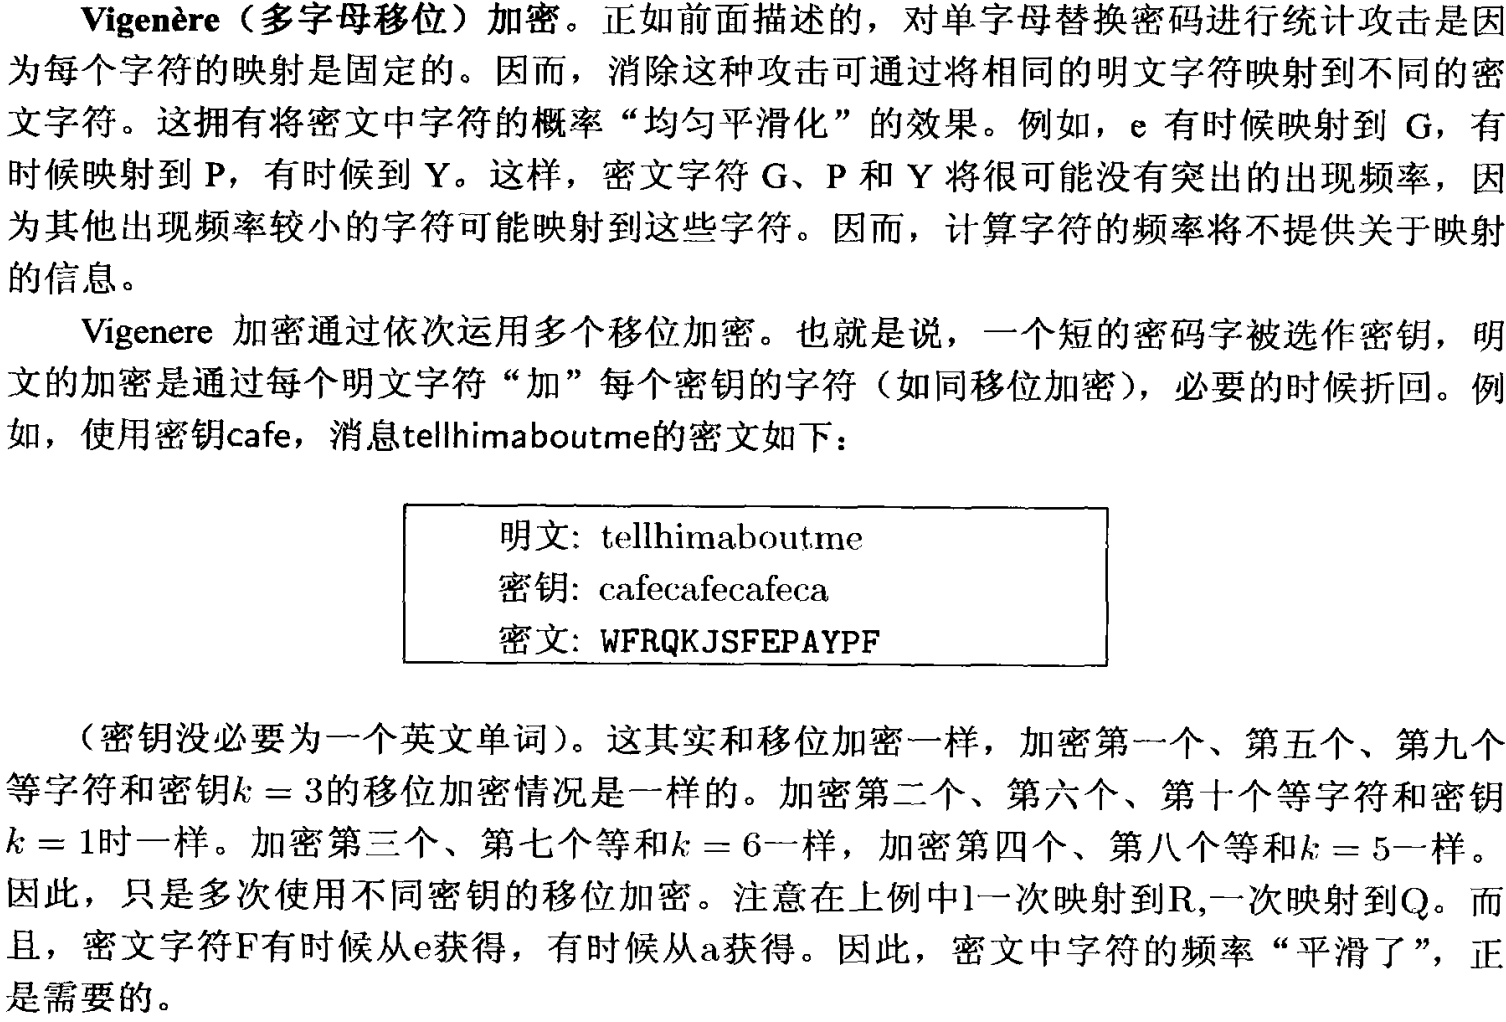 Vigenère（多字母移位）加密。正如前面描述的，对单字母替换密码进行统计攻击是因
为每个字符的映射是固定的。因而，消除这种攻击可通过将相同的明文字符映射到不同的密
文字符。这拥有将密文中字符的概率“均匀平滑化”的效果。例如，e 有时候映射到 G，有
时候映射到 P，有时候到 Y。这样，密文字符 G、P 和 Y 将很可能没有突出的出现频率，因
为其他出现频率较小的字符可能映射到这些字符。因而，计算字符的频率将不提供关于映射
的信息。
Vigenere 加密通过依次运用多个移位加密。也就是说，一个短的密码字被选作密钥，明
文的加密是通过每个明文字符“加”每个密钥的字符（如同移位加密），必要的时候折回。例
如，使用密钥cafe，消息tellhimaboutme的密文如下：
明文: tellhimaboutme
密钥: cafecafecafeca
密文: WFRQKJSFEPAYPF
（密钥没必要为一个英文单词）。这其实和移位加密一样，加密第一个、第五个、第九个
等字符和密钥k = 3的移位加密情况是一样的。加密第二个、第六个、第十个等字符和密钥
k = 1时一样。加密第三个、第七个等和k = 6一样，加密第四个、第八个等和k = 5一样。
因此，只是多次使用不同密钥的移位加密。注意在上例中l一次映射到R,一次映射到Q。而
且，密文字符F有时候从e获得，有时候从a获得。因此，密文中字符的频率“平滑了”，正
是需要的。